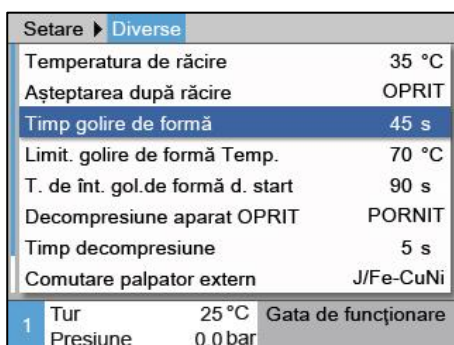 Setare ▶ Diverse
Temperatura de răcire 35 °C
Așteptarea după răcire OPRIT
Timp golire de formă 45 s
Limit. golire de formă Temp. 70 °C
T. de înt. gol.de formă d. start 90 s
Decompresiune aparat OPRIT PORNIT
Timp decompresiune 5 s
Comutare palpator extern J/Fe-CuNi
1 Tur 25 °C Gata de funcţionare
Presiune 0.0 bar